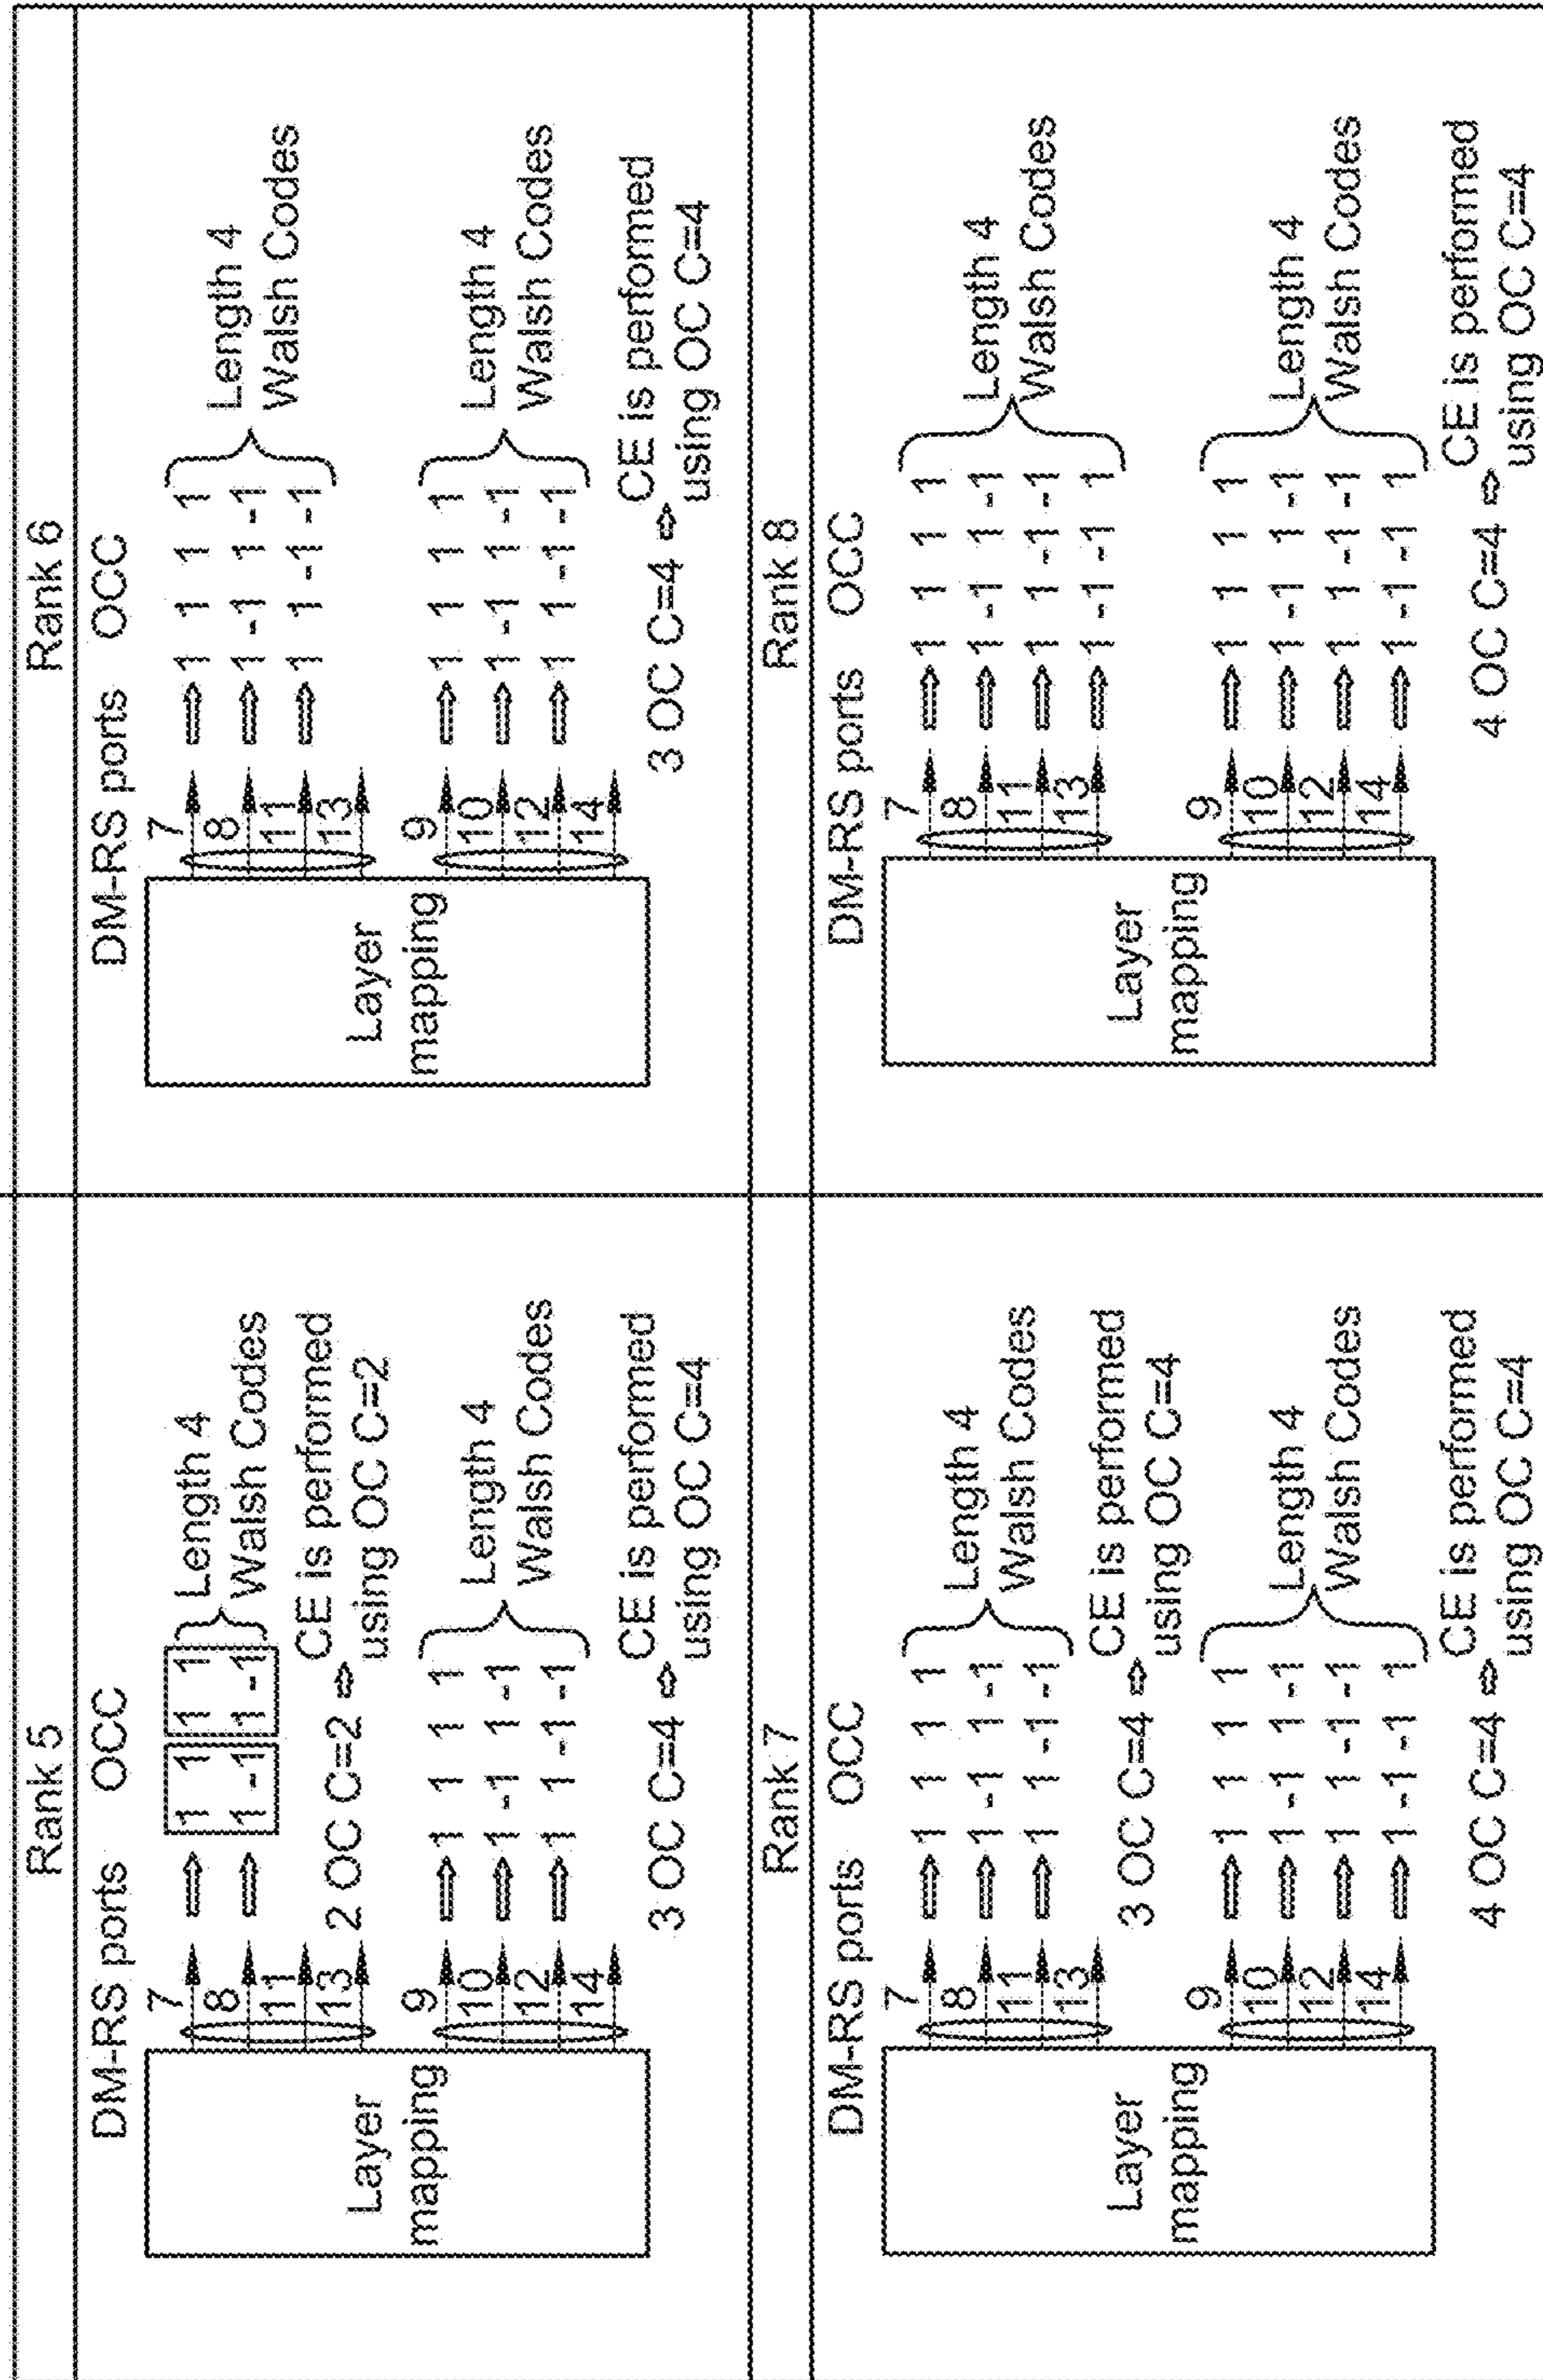 Rank 5
DM-RS ports OCC
Layer
mapping
7
8
11
13
1 1 1 1
1 -1 1 -1
Length 4
Walsh Codes
2 OC C=2 ⇨ CE is performed
using OC C=2
9
10
12
14
1 1 1 1
1 -1 1 -1
1 1 -1 -1
Length 4
Walsh Codes
3 OC C=4 ⇨ CE is performed
using OC C=4
Rank 6
DM-RS ports OCC
Layer
mapping
7
8
11
13
1 1 1 1
1 -1 1 -1
1 1 -1 -1
Length 4
Walsh Codes
9
10
12
14
1 1 1 1
1 -1 1 -1
1 1 -1 -1
Length 4
Walsh Codes
3 OC C=4 ⇨ CE is performed
using OC C=4
Rank 7
DM-RS ports OCC
Layer
mapping
7
8
11
13
1 1 1 1
1 -1 1 -1
1 1 -1 -1
Length 4
Walsh Codes
3 OC C=4 ⇨ CE is performed
using OC C=4
9
10
12
14
1 1 1 1
1 -1 1 -1
1 1 -1 -1
1 -1 -1 1
Length 4
Walsh Codes
4 OC C=4 ⇨ CE is performed
using OC C=4
Rank 8
DM-RS ports OCC
Layer
mapping
7
8
11
13
1 1 1 1
1 -1 1 -1
1 1 -1 -1
1 -1 -1 1
Length 4
Walsh Codes
9
10
12
14
1 1 1 1
1 -1 1 -1
1 1 -1 -1
1 -1 -1 1
Length 4
Walsh Codes
4 OC C=4 ⇨ CE is performed
using OC C=4